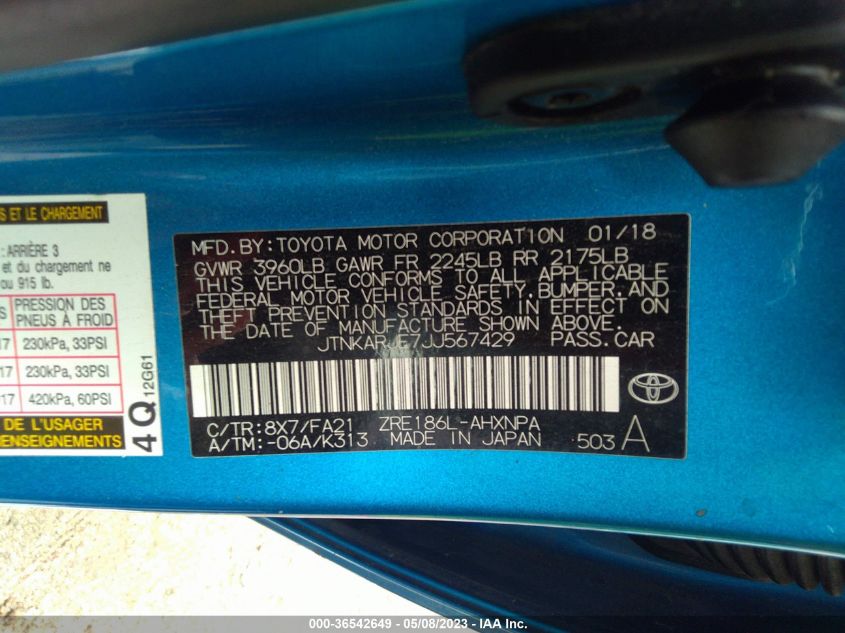 S ET LE CHARGEMENT
: ARRIÈRE 3
et du chargement
ou 915 lb.
PRESSION DES
PNEUS À FROID
17 230kPa, 33PSI
17 230kPa, 33PSI
17 420kPa, 60PSI
DE L'USAGER
RENSEIGNEMENTS
4Q 12G61
MFD. BY: TOYOTA MOTOR CORPORATION 01/18
GVWR 3960LB GAWR FR 2245LB RR 2175LB
THIS VEHICLE CONFORMS TO ALL APPLICABLE
FEDERAL MOTOR VEHICLE SAFETY, BUMPER, AND
THEFT PREVENTION STANDARDS IN EFFECT ON
THE DATE OF MANUFACTURE SHOWN ABOVE.
JTNKARJE7JJ567429 PASS.CAR
C/TR:8X7/FA21 ZRE186L-AHXNPA
A/TM:-06A/K313 MADE IN JAPAN 503 A
000-36542649 - 05/08/2023 - IAA Inc.